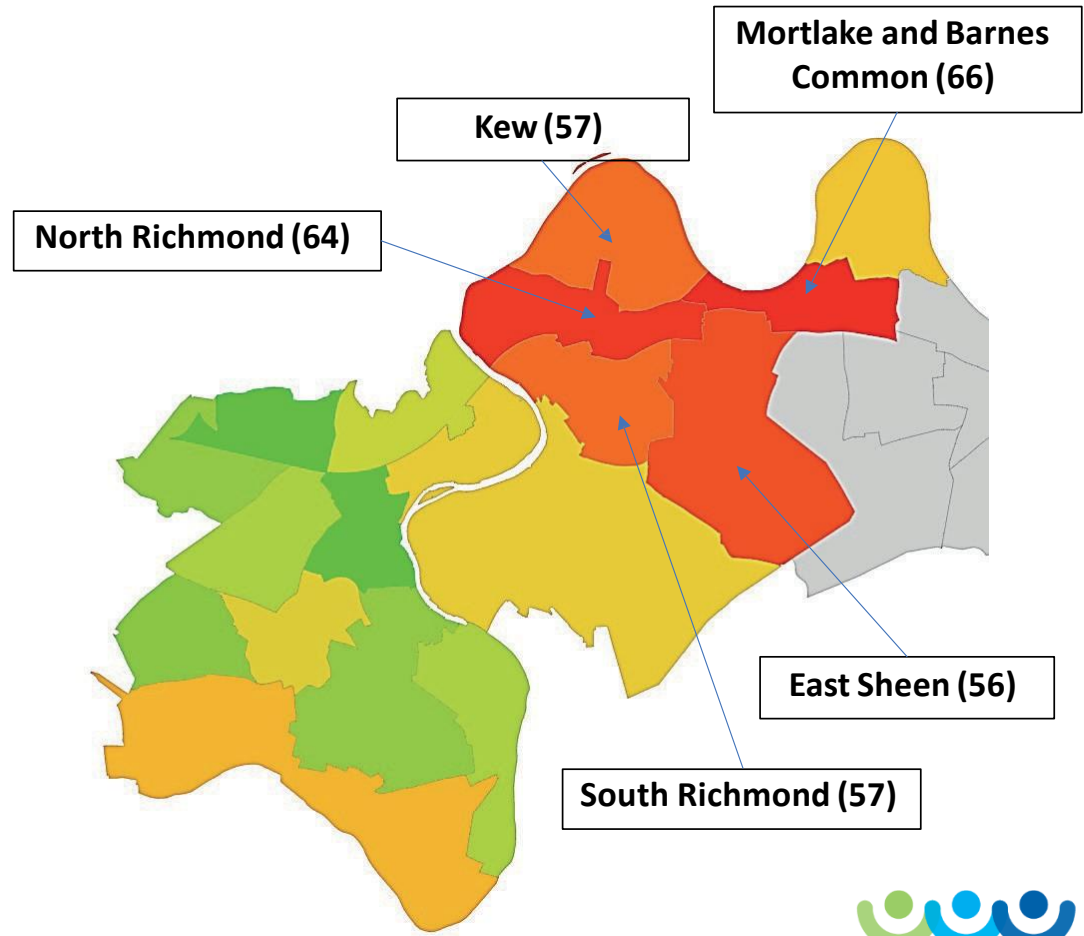 Mortlake and Barnes
Common (66)
Kew (57)
North Richmond (64)
East Sheen (56)
South Richmond (57)